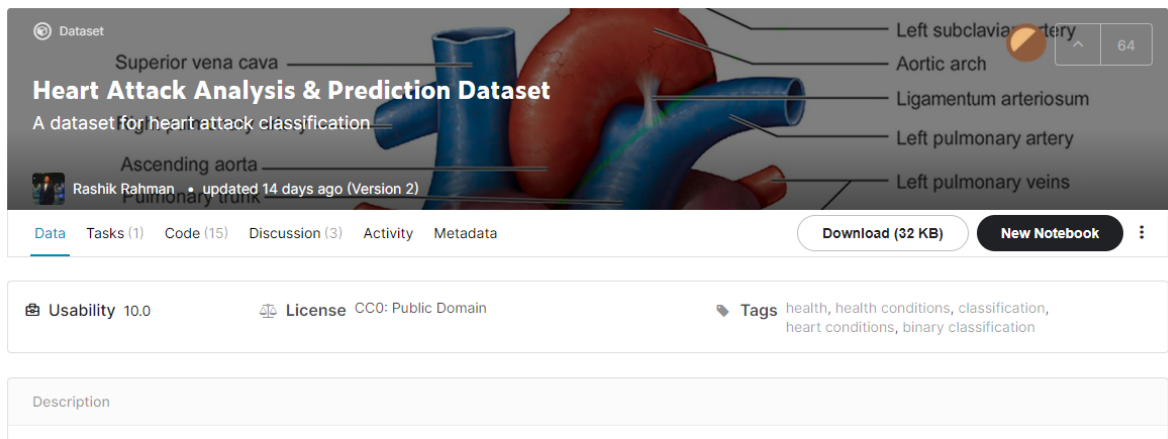 Dataset
Left subclavian artery
64
Superior vena cava
Aortic arch
Heart Attack Analysis & Prediction Dataset
Ligamentum arteriosum
A dataset for heart attack classification
Left pulmonary artery
Ascending aorta
Left pulmonary veins
Rashik Rahman • updated 14 days ago (Version 2)
Pulmonary trunk
Data Tasks (1) Code (15) Discussion (3) Activity Metadata Download (32 KB) New Notebook
Usability 10.0 License CC0: Public Domain Tags health, health conditions, classification,
heart conditions, binary classification
Description